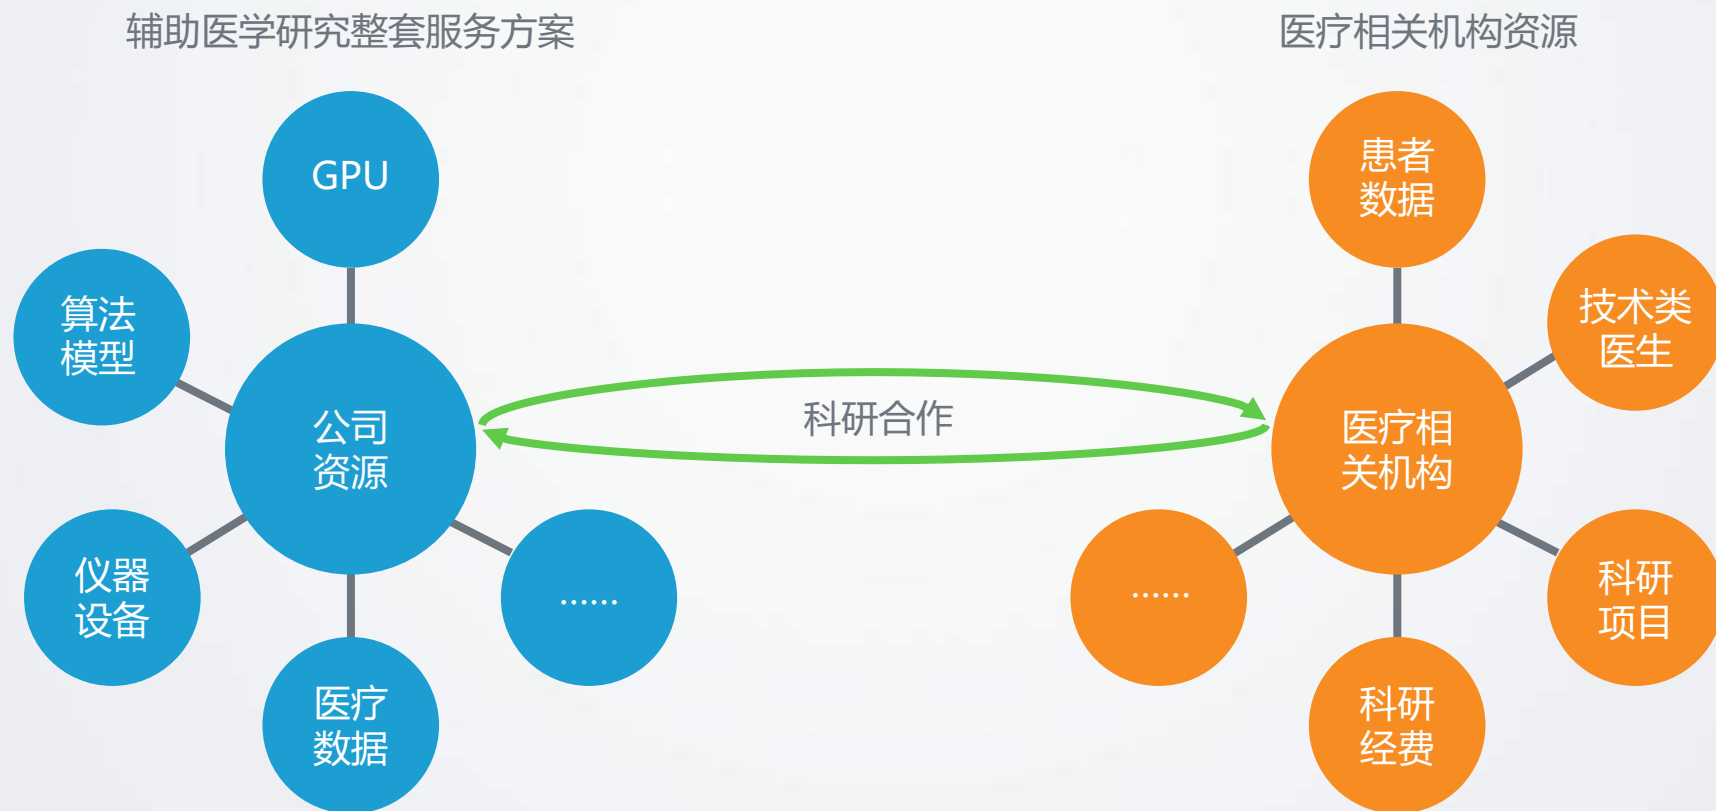 辅助医学研究整套服务方案
医疗相关机构资源
GPU
算法
模型
公司
资源
仪器
设备
医疗
数据
......
科研合作
患者
数据
技术类
医生
医疗相
关机构
科研
项目
科研
经费
......